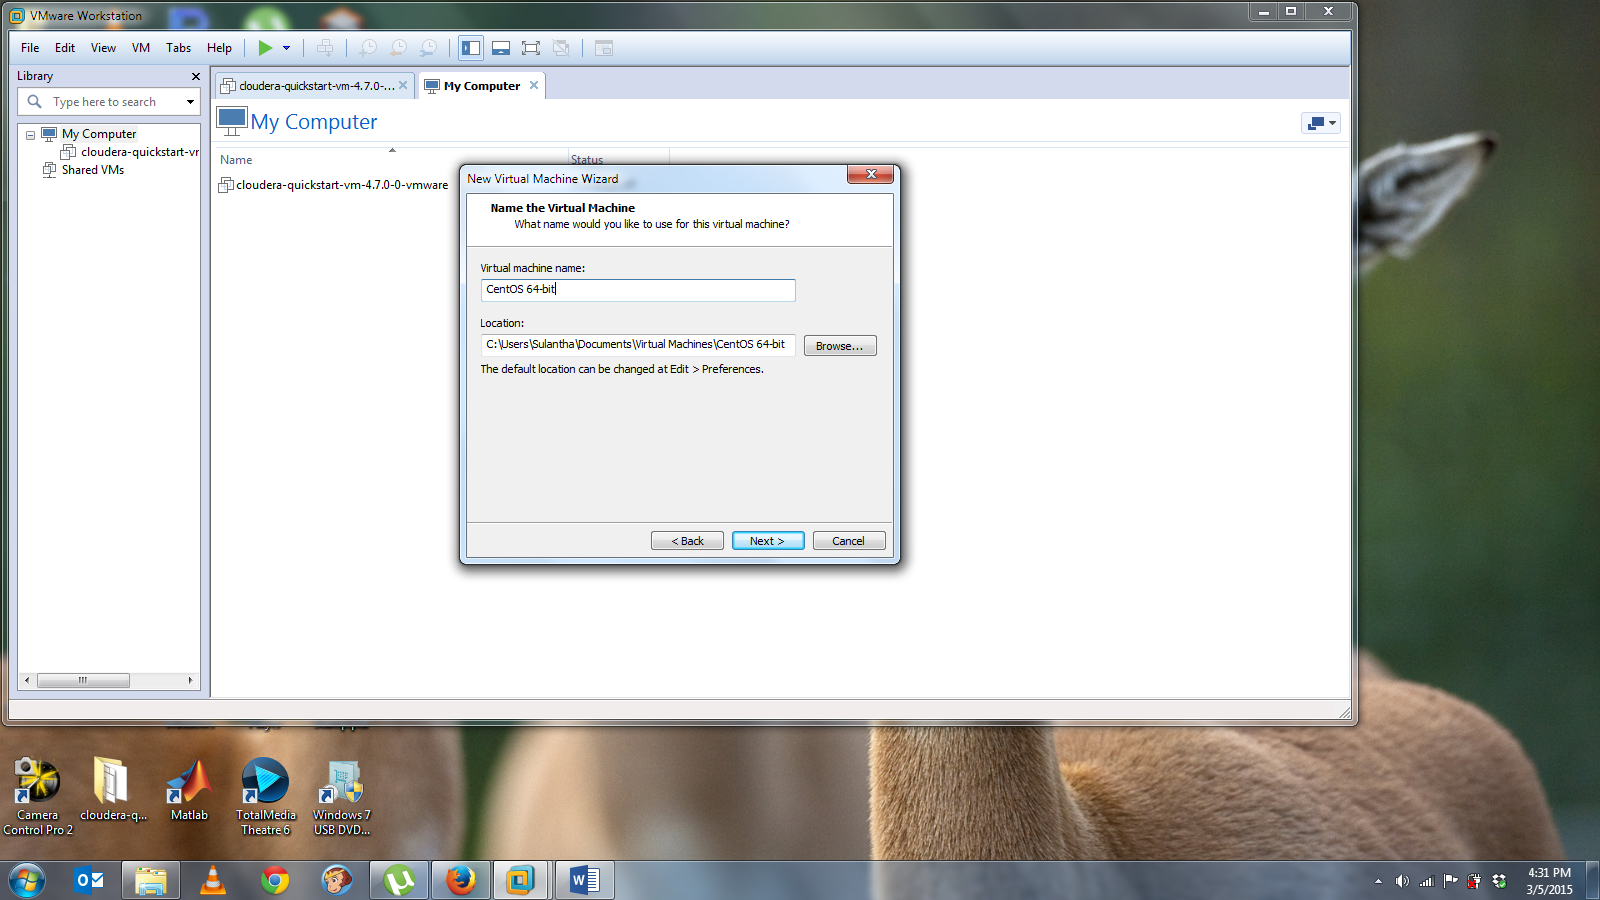 VMware Workstation
File Edit View VM Tabs Help
Library
Type here to search
My Computer
cloudera-quickstart-vr
Shared VMs
cloudera-quickstart-vm-4.7.0-...
My Computer
My Computer
Name Status
cloudera-quickstart-vm-4.7.0-0-vmware
New Virtual Machine Wizard
Name the Virtual Machine
What name would you like to use for this virtual machine?
Virtual machine name:
CentOS 64-bit
Location:
C:\Users\Sulantha\Documents\Virtual Machines\CentOS 64-bit
Browse...
The default location can be changed at Edit > Preferences.
< Back Next > Cancel
Camera
Control Pro 2
cloudera-q...
Matlab
TotalMedia
Theatre 6
Windows 7
USB DVD...
4:31 PM
3/5/2015